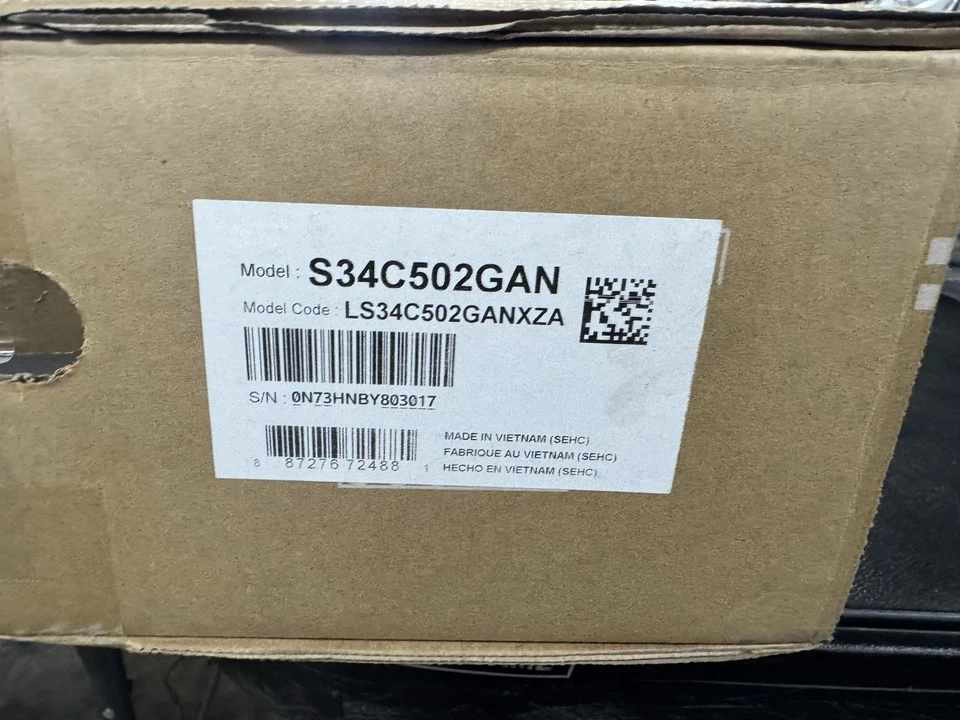 Model : S34C502GAN
Model Code : LS34C502GANXZA
S/N : 0N73HNBY803017
8 87276 72488 1
MADE IN VIETNAM (SEHC)
FABRIQUE AU VIETNAM (SEHC)
HECHO EN VIETNAM (SEHC)